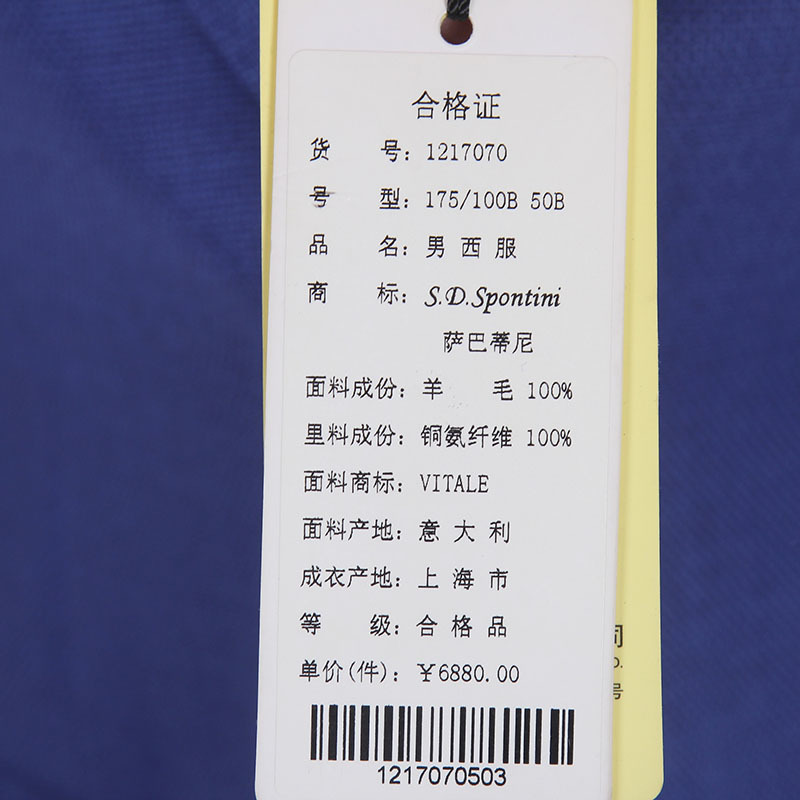 合格证
货 号: 1217070
号 型: 175/100B 50B
品 名: 男 西 服
商 标: S.D.Spontini
萨巴蒂尼
面料成份: 羊 毛 100%
里料成份: 铜氨纤维 100%
面料商标: VITALE
面料产地: 意 大 利
成衣产地: 上 海 市
等 级: 合 格 品
单价(件): ¥6880.00
1217070503
司
号